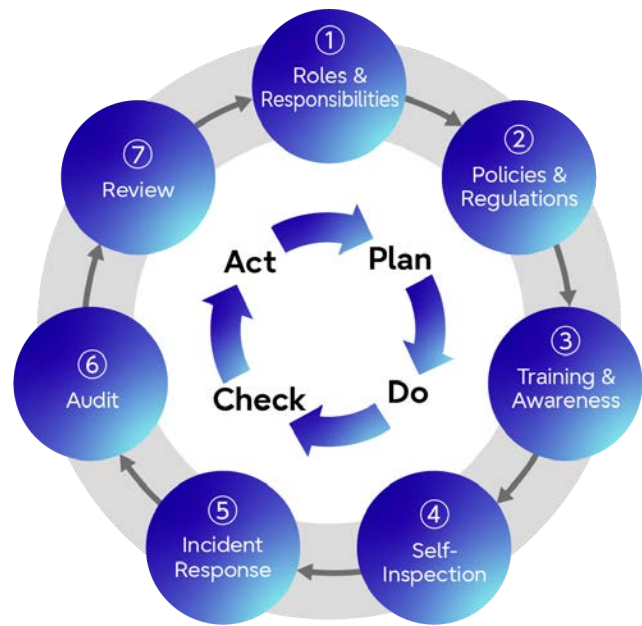 ①
Roles &
Responsibilities
②
Policies &
Regulations
③
Training &
Awareness
④
Self-
Inspection
⑤
Incident
Response
⑥
Audit
⑦
Review
Act
Plan
Do
Check